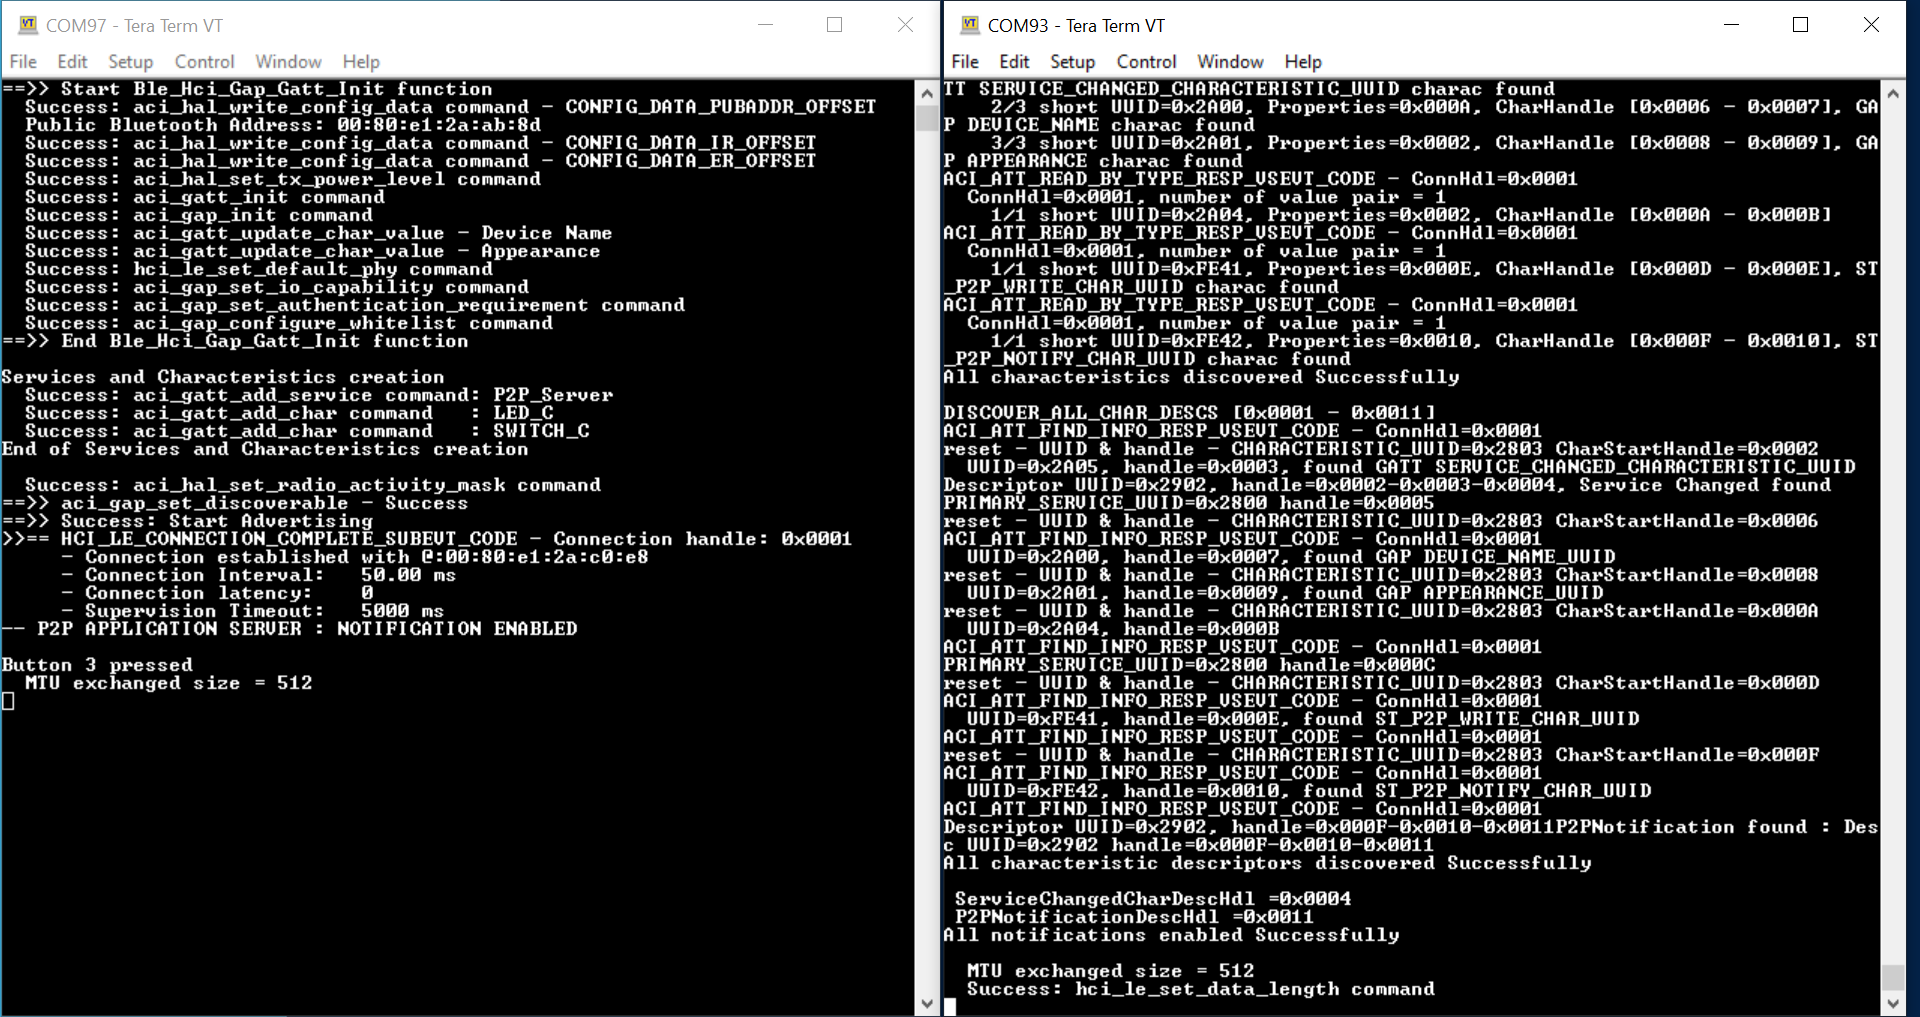 COM97 - Tera Term VT
File Edit Setup Control Window Help
==>> Start Ble_Hci_Gap_Gatt_Init function
  Success: aci_hal_write_config_data command - CONFIG_DATA_PUBADDR_OFFSET
  Public Bluetooth Address: 00:80:e1:2a:ab:8d
  Success: aci_hal_write_config_data command - CONFIG_DATA_IR_OFFSET
  Success: aci_hal_write_config_data command - CONFIG_DATA_ER_OFFSET
  Success: aci_hal_set_tx_power_level command
  Success: aci_gatt_init command
  Success: aci_gap_init command
  Success: aci_gatt_update_char_value - Device Name
  Success: aci_gatt_update_char_value - Appearance
  Success: hci_le_set_default_phy command
  Success: aci_gap_set_io_capability command
  Success: aci_gap_set_authentication_requirement command
  Success: aci_gap_configure_whitelist command
==>> End Ble_Hci_Gap_Gatt_Init function
Services and Characteristics creation
  Success: aci_gatt_add_service command: P2P_Server
  Success: aci_gatt_add_char command   : LED_C
  Success: aci_gatt_add_char command   : SWITCH_C
End of Services and Characteristics creation
  Success: aci_hal_set_radio_activity_mask command
==>> aci_gap_set_discoverable - Success
==>> Success: Start Advertising
>>== HCI_LE_CONNECTION_COMPLETE_SUBEVT_CODE - Connection handle: 0x0001
     - Connection established with @:00:80:e1:2a:c0:e8
     - Connection Interval:   50.00 ms
     - Connection latency:    0
     - Supervision Timeout:   5000 ms
-- P2P APPLICATION SERVER : NOTIFICATION ENABLED
Button 3 pressed
  MTU exchanged size = 512
COM93 - Tera Term VT
File Edit Setup Control Window Help
TT SERVICE_CHANGED_CHARACTERISTIC_UUID charac found
    2/3 short UUID=0x2A00, Properties=0x000A, CharHandle [0x0006 - 0x0007], GA
P DEVICE_NAME charac found
    3/3 short UUID=0x2A01, Properties=0x0002, CharHandle [0x0008 - 0x0009], GA
P APPEARANCE charac found
ACI_ATT_READ_BY_TYPE_RESP_VSEVT_CODE - ConnHdl=0x0001
  ConnHdl=0x0001, number of value pair = 1
    1/1 short UUID=0x2A04, Properties=0x0002, CharHandle [0x000A - 0x000B]
ACI_ATT_READ_BY_TYPE_RESP_VSEVT_CODE - ConnHdl=0x0001
  ConnHdl=0x0001, number of value pair = 1
    1/1 short UUID=0xFE41, Properties=0x000E, CharHandle [0x000D - 0x000E], ST
_P2P_WRITE_CHAR_UUID charac found
ACI_ATT_READ_BY_TYPE_RESP_VSEVT_CODE - ConnHdl=0x0001
  ConnHdl=0x0001, number of value pair = 1
    1/1 short UUID=0xFE42, Properties=0x0010, CharHandle [0x000F - 0x0010], ST
_P2P_NOTIFY_CHAR_UUID charac found
All characteristics discovered Successfully
DISCOVER_ALL_CHAR_DESCS [0x0001 - 0x0011]
ACI_ATT_FIND_INFO_RESP_VSEVT_CODE - ConnHdl=0x0001
reset - UUID & handle - CHARACTERISTIC_UUID=0x2803 CharStartHandle=0x0002
  UUID=0x2A05, handle=0x0003, found GATT SERVICE_CHANGED_CHARACTERISTIC_UUID
Descriptor UUID=0x2902, handle=0x0002-0x0003-0x0004, Service Changed found
PRIMARY_SERVICE_UUID=0x2800 handle=0x0005
reset - UUID & handle - CHARACTERISTIC_UUID=0x2803 CharStartHandle=0x0006
ACI_ATT_FIND_INFO_RESP_VSEVT_CODE - ConnHdl=0x0001
  UUID=0x2A00, handle=0x0007, found GAP DEVICE_NAME_UUID
reset - UUID & handle - CHARACTERISTIC_UUID=0x2803 CharStartHandle=0x0008
  UUID=0x2A01, handle=0x0009, found GAP APPEARANCE_UUID
reset - UUID & handle - CHARACTERISTIC_UUID=0x2803 CharStartHandle=0x000A
  UUID=0x2A04, handle=0x000B
ACI_ATT_FIND_INFO_RESP_VSEVT_CODE - ConnHdl=0x0001
PRIMARY_SERVICE_UUID=0x2800 handle=0x000C
reset - UUID & handle - CHARACTERISTIC_UUID=0x2803 CharStartHandle=0x000D
ACI_ATT_FIND_INFO_RESP_VSEVT_CODE - ConnHdl=0x0001
  UUID=0xFE41, handle=0x000E, found ST_P2P_WRITE_CHAR_UUID
ACI_ATT_FIND_INFO_RESP_VSEVT_CODE - ConnHdl=0x0001
reset - UUID & handle - CHARACTERISTIC_UUID=0x2803 CharStartHandle=0x000F
ACI_ATT_FIND_INFO_RESP_VSEVT_CODE - ConnHdl=0x0001
  UUID=0xFE42, handle=0x0010, found ST_P2P_NOTIFY_CHAR_UUID
ACI_ATT_FIND_INFO_RESP_VSEVT_CODE - ConnHdl=0x0001
Descriptor UUID=0x2902, handle=0x000F-0x0010-0x0011P2PNotification found : Des
c UUID=0x2902 handle=0x000F-0x0010-0x0011
All characteristic descriptors discovered Successfully
 ServiceChangedCharDescHdl =0x0004
 P2PNotificationDescHdl =0x0011
All notifications enabled Successfully
  MTU exchanged size = 512
  Success: hci_le_set_data_length command